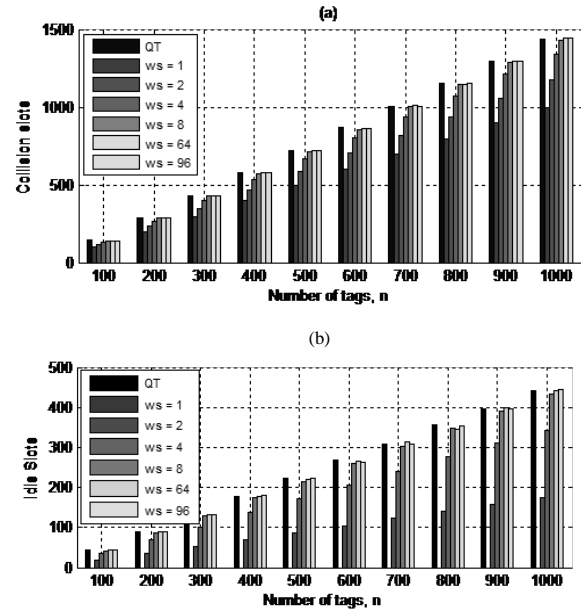 (a)
1500
1000
500
0
Collision slots
QT
ws = 1
ws = 2
ws = 4
ws = 8
ws = 64
ws = 96
100 200 300 400 500 600 700 800 900 1000
Number of tags, n
(b)
500
400
300
200
100
0
Idle Slots
QT
ws = 1
ws = 2
ws = 4
ws = 8
ws = 64
ws = 96
100 200 300 400 500 600 700 800 900 1000
Number of tags, n